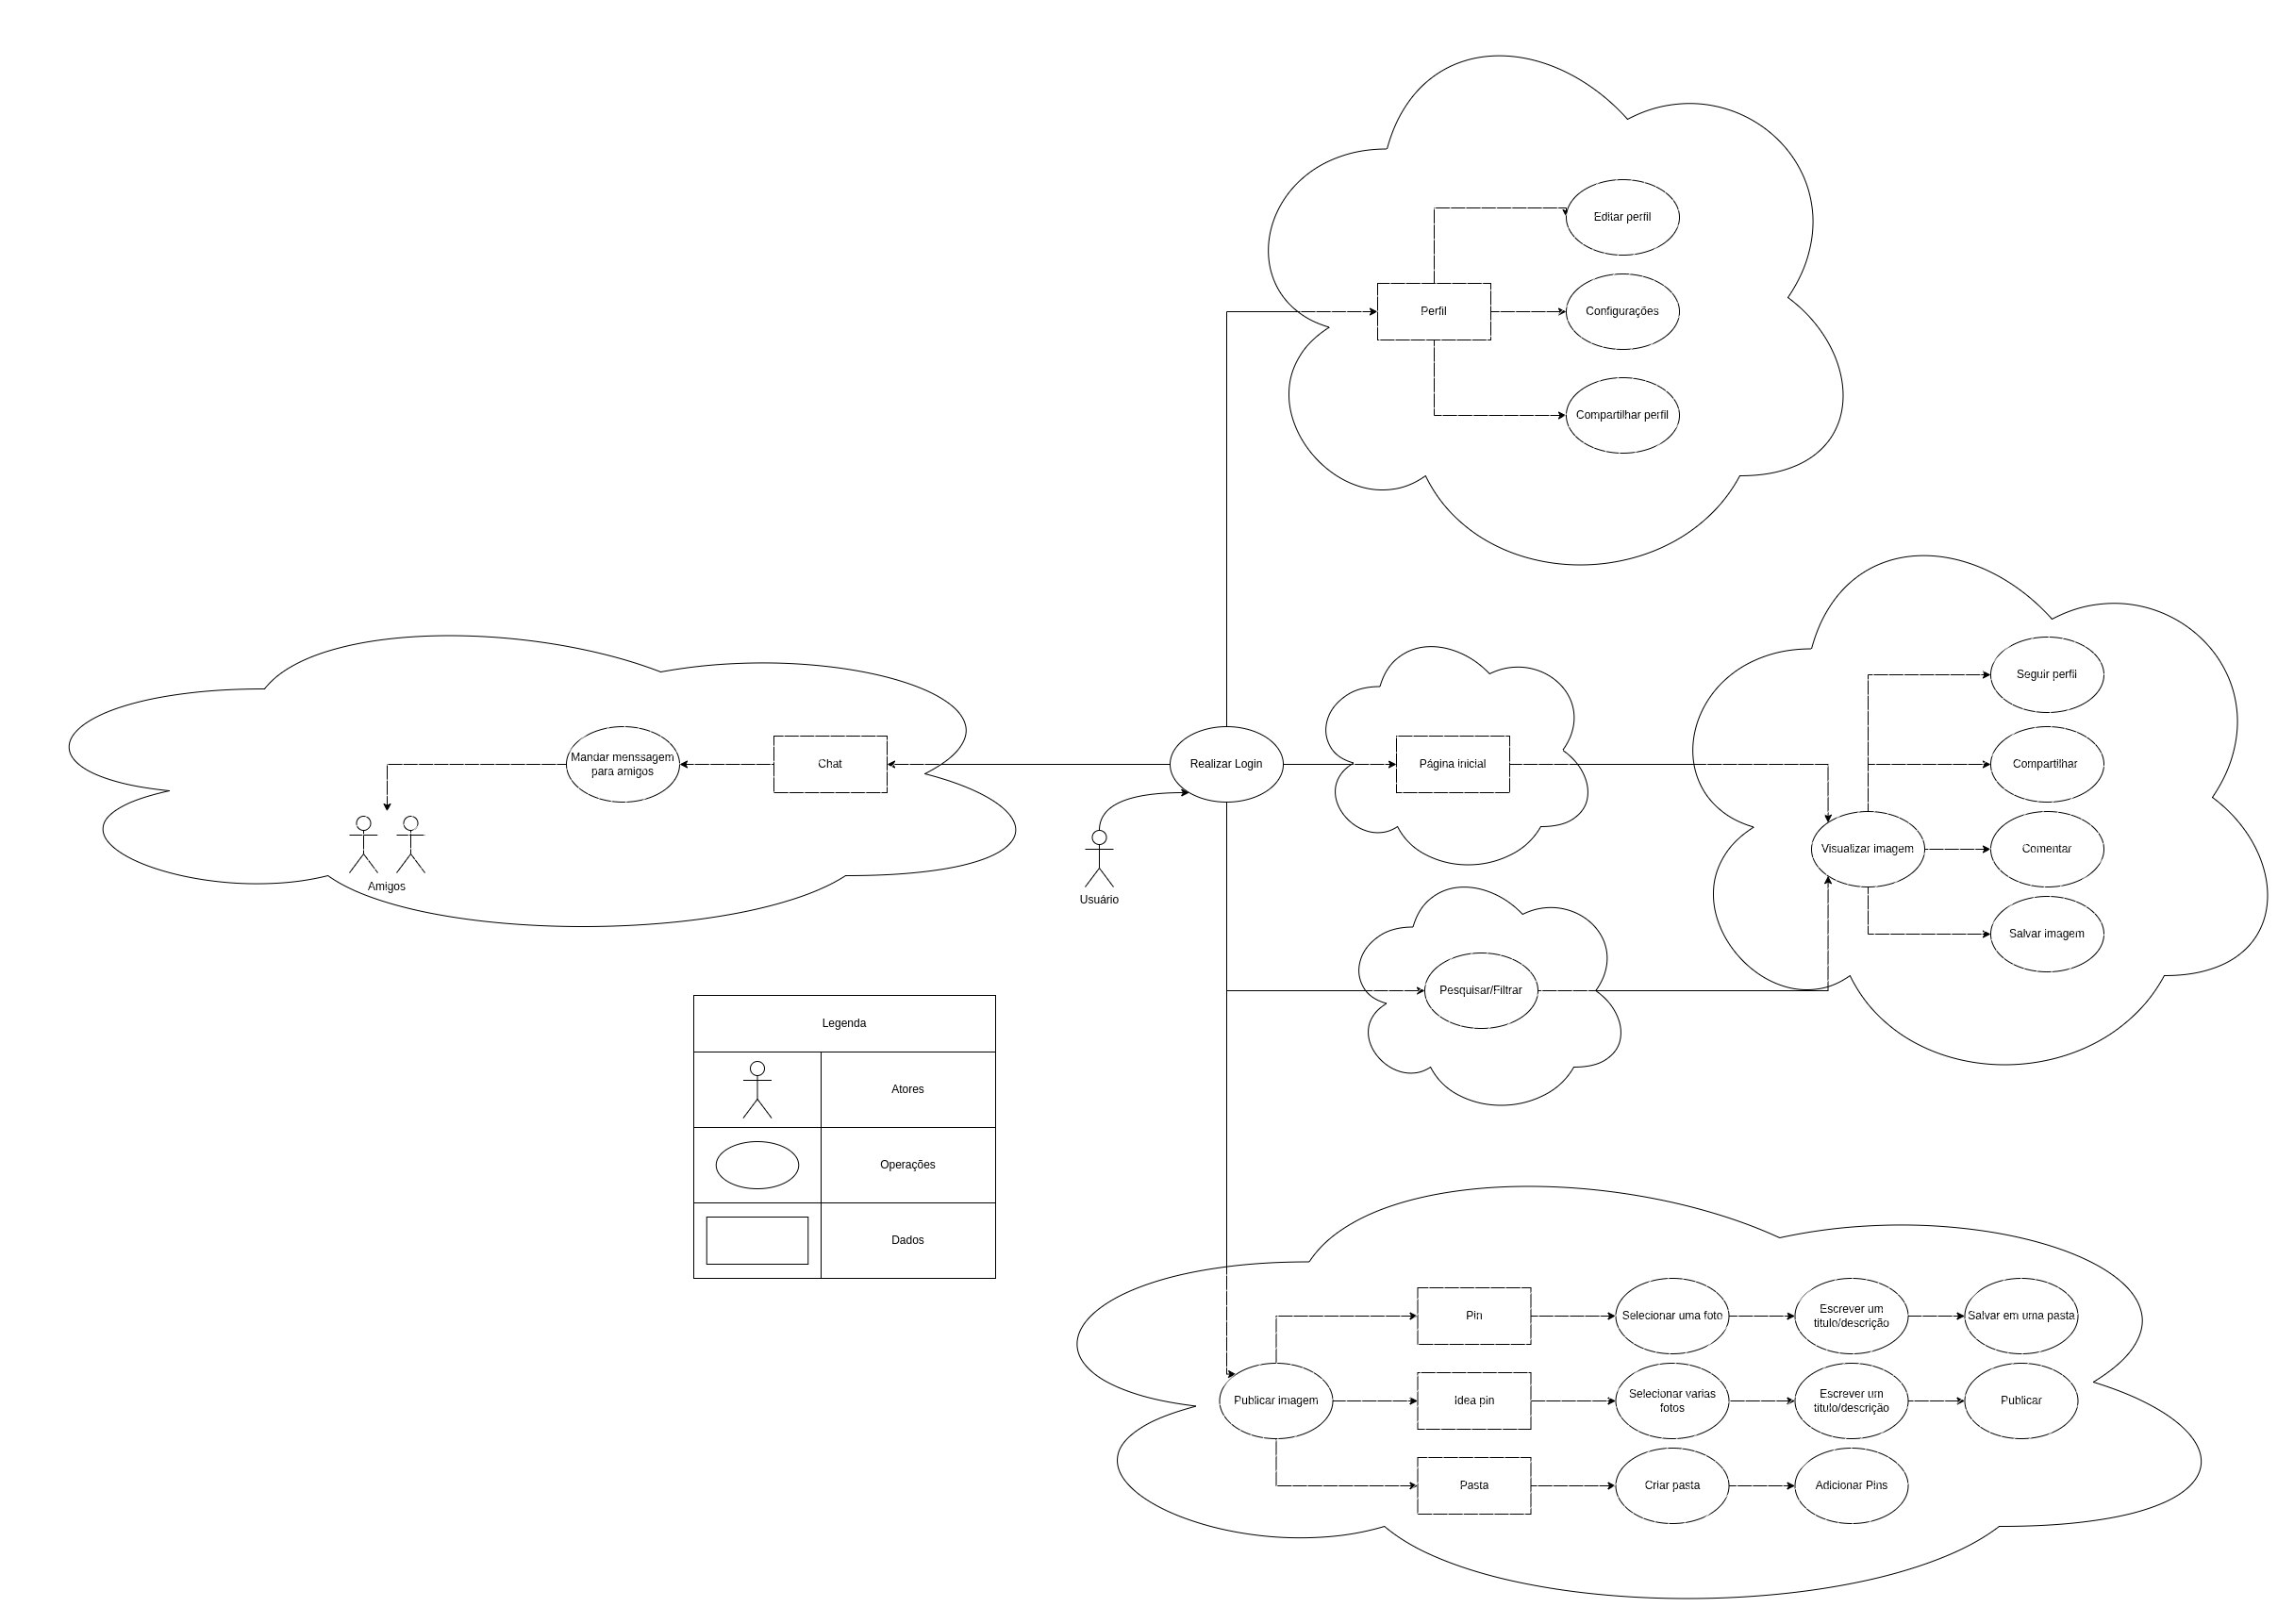 Editar perfil
Perfil
Configurações
Compartilhar perfil
Seguir perfil
Mandar menssagem
para amigos
Chat
Realizar Login
Página inicial
Compartilhar
Visualizar imagem
Comentar
Amigos
Usuário
Salvar imagem
Pesquisar/Filtrar
Legenda
Atores
Operações
Dados
Pin
Selecionar uma foto
Escrever um
titulo/descrição
Salvar em uma pasta
Publicar imagem
Idea pin
Selecionar varias
fotos
Escrever um
titulo/descrição
Publicar
Pasta
Criar pasta
Adicionar Pins